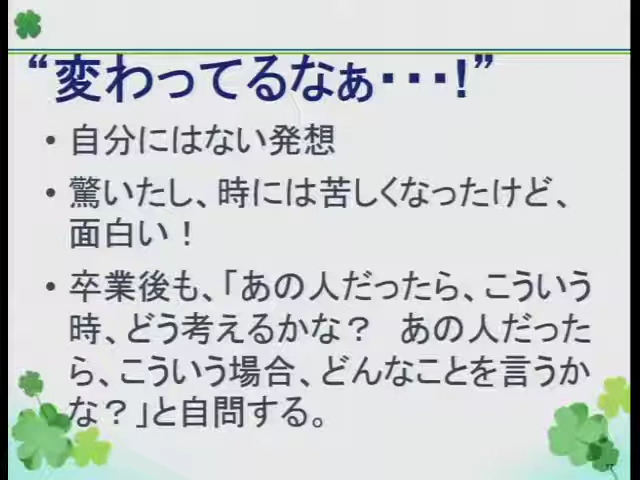 “変わってるなぁ・・・!”
• 自分にはない発想
• 驚いたし、時には苦しくなったけど、
面白い！
• 卒業後も、「あの人だったら、こういう
時、どう考えるかな？　あの人だった
ら、こういう場合、どんなことを言うか
な？」と自問する。